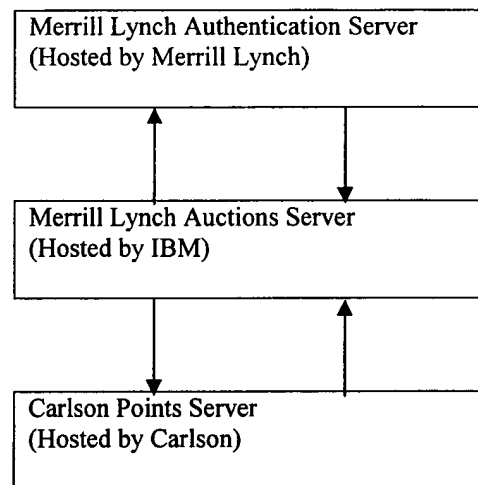 Merrill Lynch Authentication Server
(Hosted by Merrill Lynch)
Merrill Lynch Auctions Server
(Hosted by IBM)
Carlson Points Server
(Hosted by Carlson)